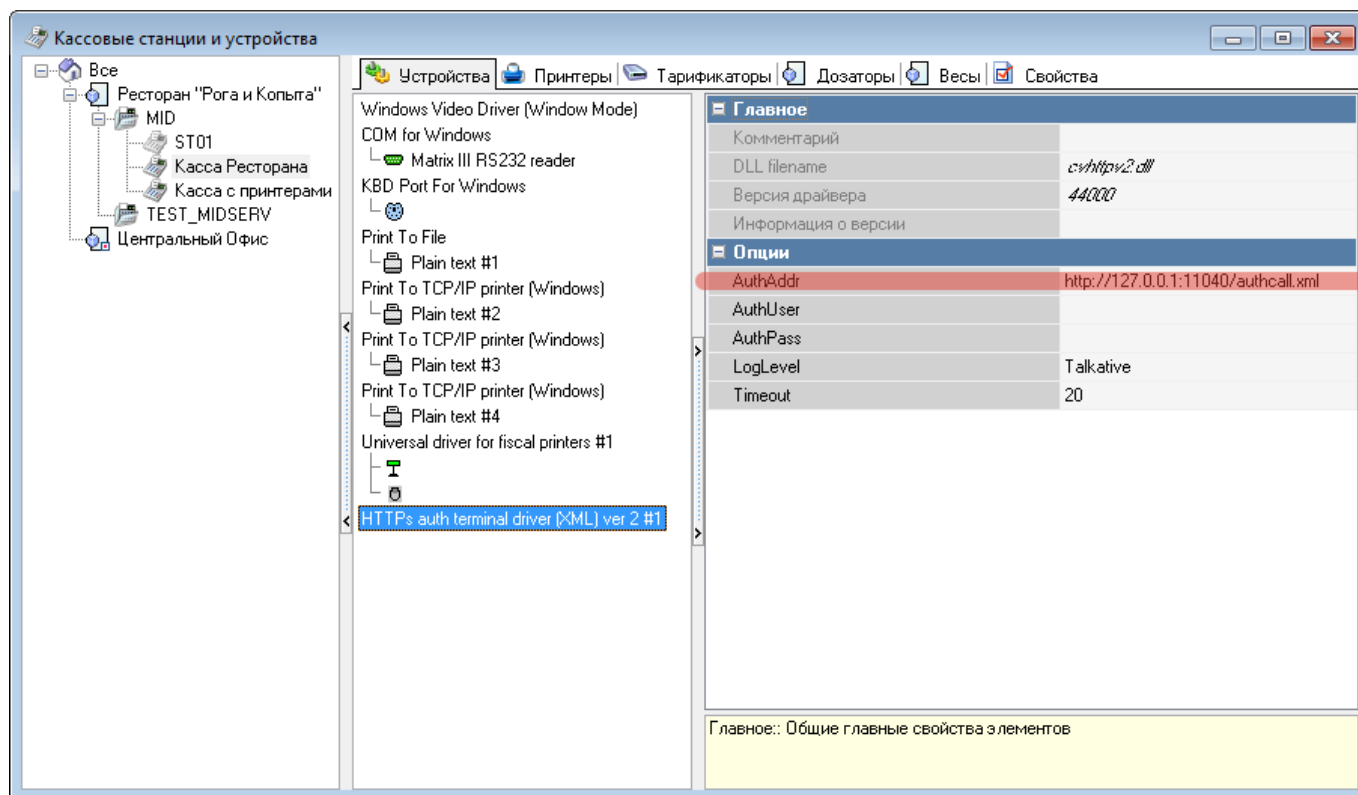 Кассовые станции и устройства
Все
Ресторан "Рога и Копыта"
MID
ST01
Касса Ресторана
Касса с принтерами
TEST_MIDSERV
Центральный Офис
Устройства Принтеры Тарификаторы Дозаторы Весы Свойства
Windows Video Driver (Window Mode)
COM for Windows
Matrix III RS232 reader
KBD Port For Windows
Print To File
Plain text #1
Print To TCP/IP printer (Windows)
Plain text #2
Print To TCP/IP printer (Windows)
Plain text #3
Print To TCP/IP printer (Windows)
Plain text #4
Universal driver for fiscal printers #1
HTTPs auth terminal driver (XML) ver 2 #1
Главное
Комментарий
DLL filename cvhttpv2.dll
Версия драйвера 44000
Информация о версии
Опции
AuthAddr http://127.0.0.1:11040/authcall.xml
AuthUser
AuthPass
LogLevel Talkative
Timeout 20
Главное:: Общие главные свойства элементов